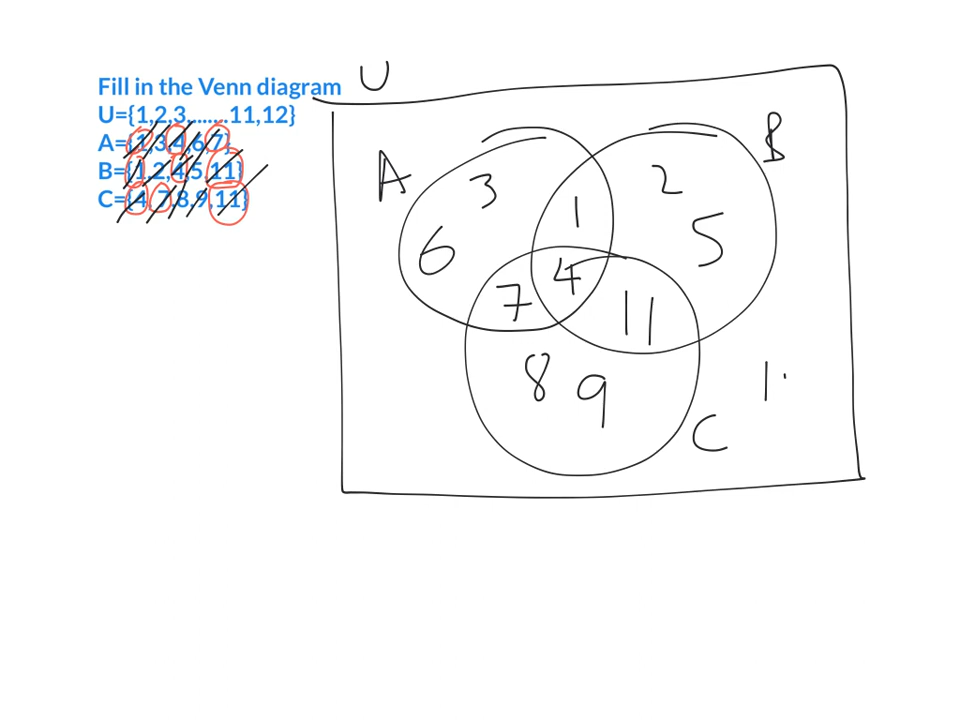 Fill in the Venn diagram
U={1,2,3.......11,12}
A={1,3,4,6,7}
B={1,2,4,5,11}
C={4,7,8,9,11}
U
A
B
3
1
2
6
5
4
7
11
8 9
C
1